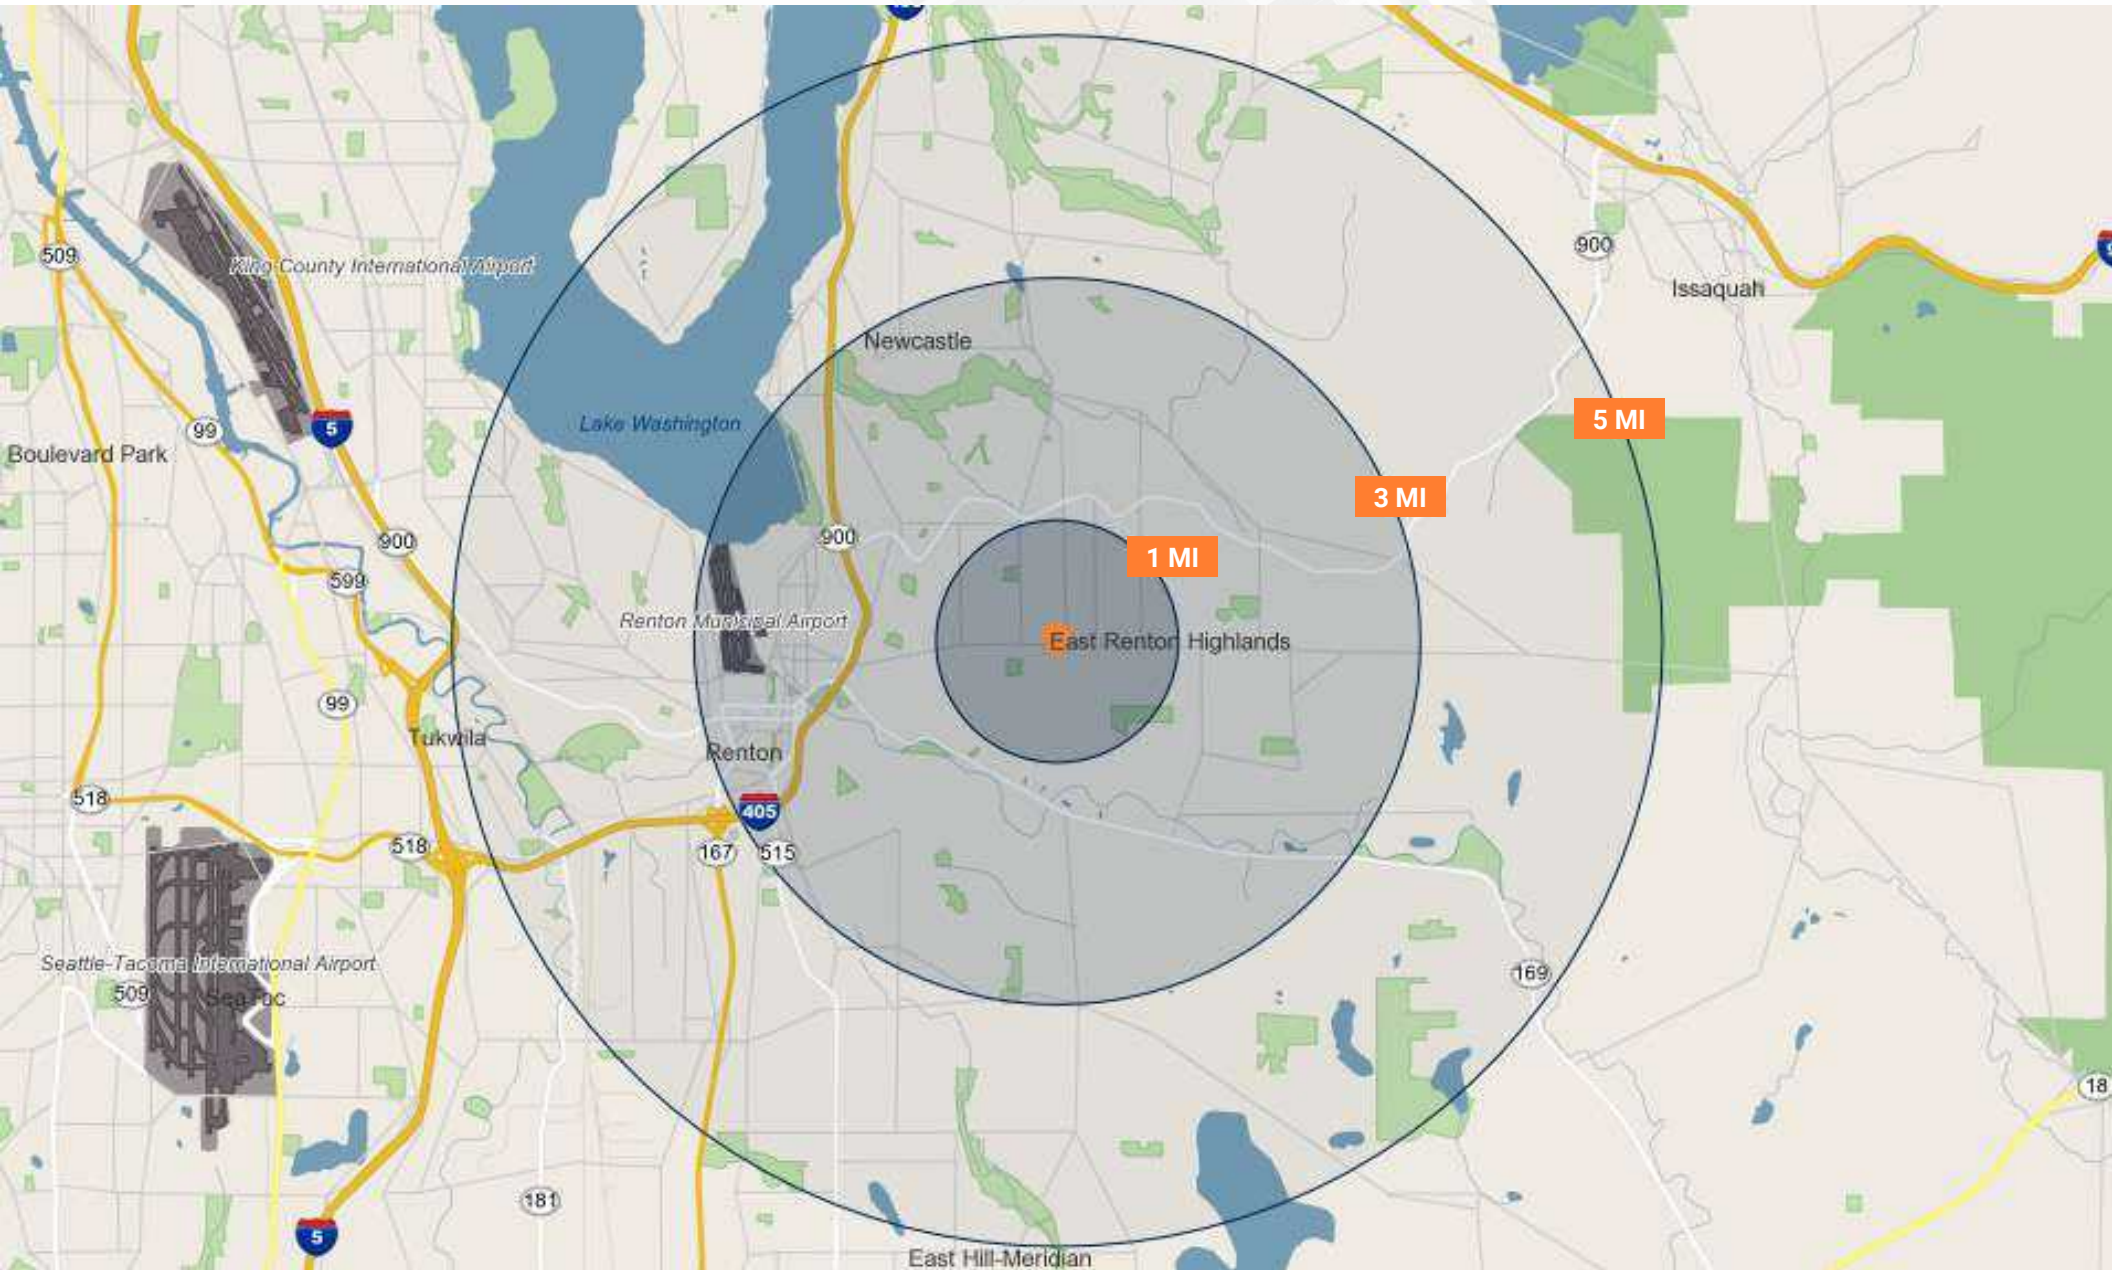 900
509
King County International Airport
Issaquah
Newcastle
5 MI
Lake Washington
5
99
Boulevard Park
3 MI
900
900
1 MI
599
Renton Municipal Airport
East Renton Highlands
99
Tukwila
Renton
518
405
518
167
515
Seattle-Tacoma International Airport
169
509
SeaTac
18
181
5
East Hill-Meridian